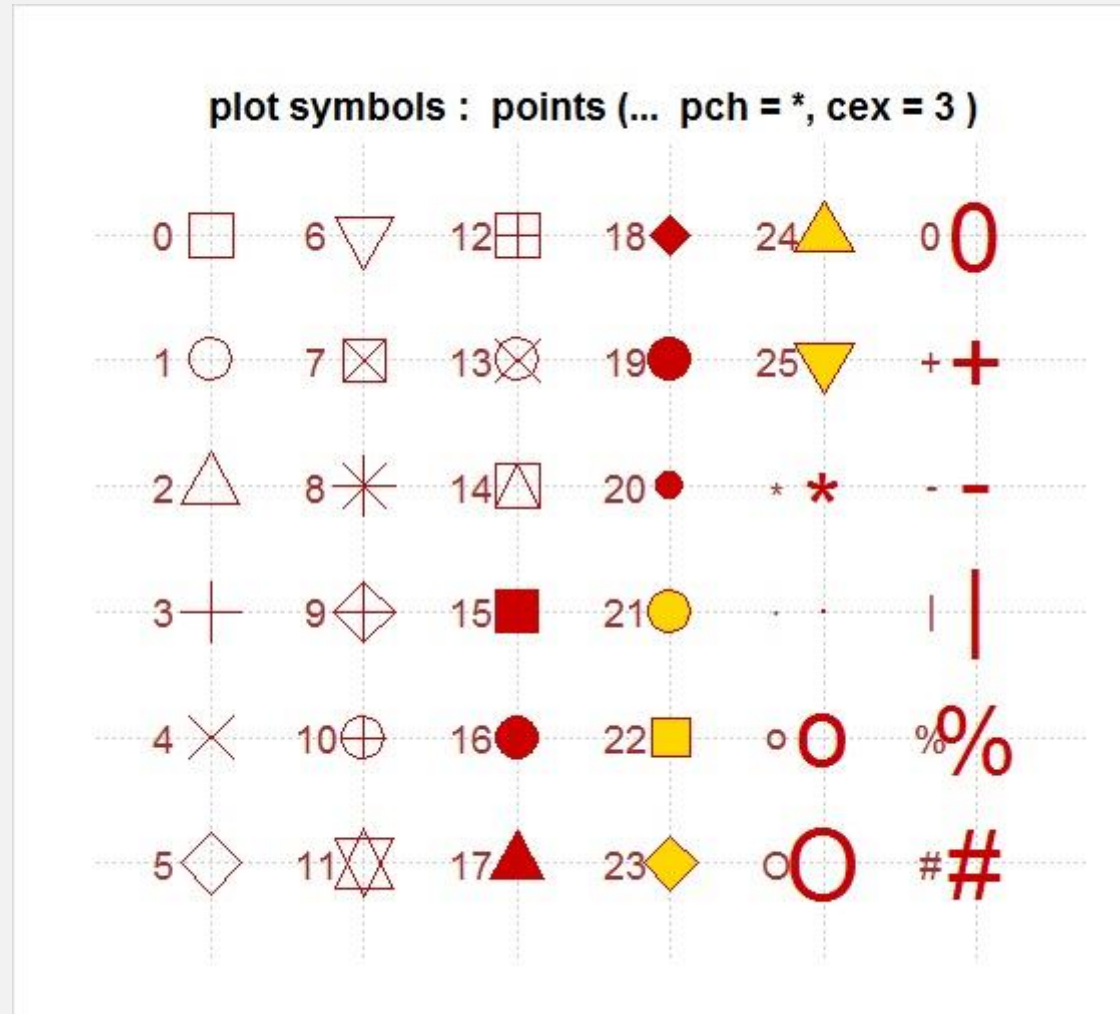 plot symbols : points (... pch = *, cex = 3 )
0 6 12 18 24 0 0
1 7 13 19 25 + +
2 8 14 20 * * - -
3 9 15 21 . . | |
4 10 16 22 o o % %
5 11 17 23 O O # #